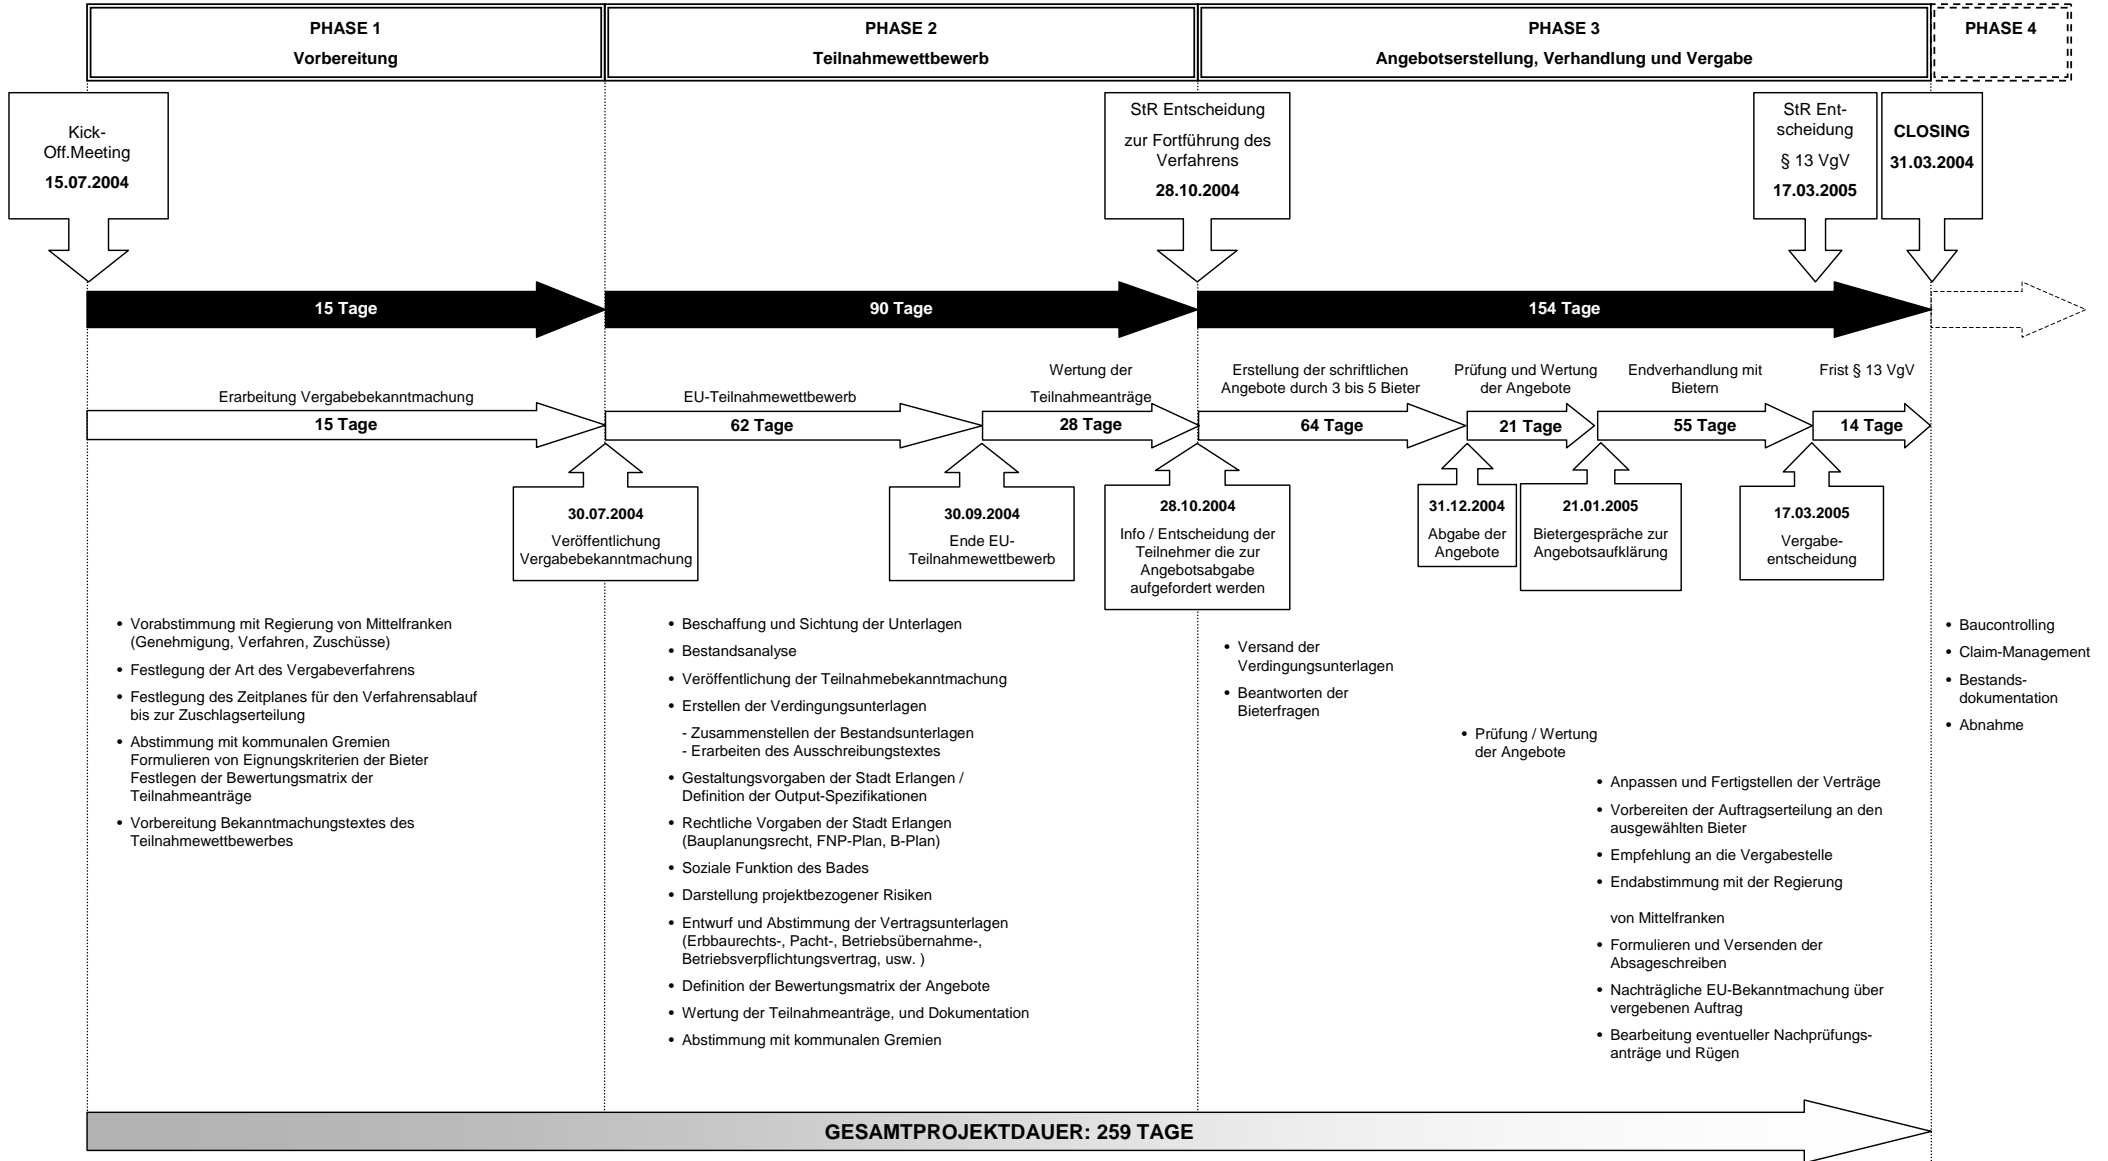 PHASE 1
Vorbereitung
PHASE 2
Teilnahmewettbewerb
PHASE 3
Angebotserstellung, Verhandlung und Vergabe
PHASE 4
Kick-
Off.Meeting
15.07.2004
StR Entscheidung
zur Fortführung des
Verfahrens
28.10.2004
StR Ent-
scheidung
§ 13 VgV
17.03.2005
CLOSING
31.03.2004
15 Tage
90 Tage
154 Tage
Erarbeitung Vergabebekanntmachung
15 Tage
EU-Teilnahmewettbewerb
62 Tage
Wertung der
Teilnahmeanträge
28 Tage
Erstellung der schriftlichen
Angebote durch 3 bis 5 Bieter
64 Tage
Prüfung und Wertung
der Angebote
21 Tage
Endverhandlung mit
Bietern
55 Tage
Frist § 13 VgV
14 Tage
30.07.2004
Veröffentlichung
Vergabebekanntmachung
30.09.2004
Ende EU-
Teilnahmewettbewerb
28.10.2004
Info / Entscheidung der
Teilnehmer die zur
Angebotsabgabe
aufgefordert werden
31.12.2004
Abgabe der
Angebote
21.01.2005
Bietergespräche zur
Angebotsaufklärung
17.03.2005
Vergabe-
entscheidung
• Vorabstimmung mit Regierung von Mittelfranken
(Genehmigung, Verfahren, Zuschüsse)
• Festlegung der Art des Vergabeverfahrens
• Festlegung des Zeitplanes für den Verfahrensablauf
bis zur Zuschlagserteilung
• Abstimmung mit kommunalen Gremien
Formulieren von Eignungskriterien der Bieter
Festlegen der Bewertungsmatrix der
Teilnahmeanträge
• Vorbereitung Bekanntmachungstextes des
Teilnahmewettbewerbes
• Beschaffung und Sichtung der Unterlagen
• Bestandsanalyse
• Veröffentlichung der Teilnahmebekanntmachung
• Erstellen der Verdingungsunterlagen
- Zusammenstellen der Bestandsunterlagen
- Erarbeiten des Ausschreibungstextes
• Gestaltungsvorgaben der Stadt Erlangen /
Definition der Output-Spezifikationen
• Rechtliche Vorgaben der Stadt Erlangen
(Bauplanungsrecht, FNP-Plan, B-Plan)
• Soziale Funktion des Bades
• Darstellung projektbezogener Risiken
• Entwurf und Abstimmung der Vertragsunterlagen
(Erbbaurechts-, Pacht-, Betriebsübernahme-,
Betriebsverpflichtungsvertrag, usw. )
• Definition der Bewertungsmatrix der Angebote
• Wertung der Teilnahmeanträge, und Dokumentation
• Abstimmung mit kommunalen Gremien
• Versand der
Verdingungsunterlagen
• Beantworten der
Bieterfragen
• Prüfung / Wertung
der Angebote
• Anpassen und Fertigstellen der Verträge
• Vorbereiten der Auftragserteilung an den
ausgewählten Bieter
• Empfehlung an die Vergabestelle
• Endabstimmung mit der Regierung
von Mittelfranken
• Formulieren und Versenden der
Absageschreiben
• Nachträgliche EU-Bekanntmachung über
vergebenen Auftrag
• Bearbeitung eventueller Nachprüfungs-
anträge und Rügen
• Baucontrolling
• Claim-Management
• Bestands-
dokumentation
• Abnahme
GESAMTPROJEKTDAUER: 259 TAGE